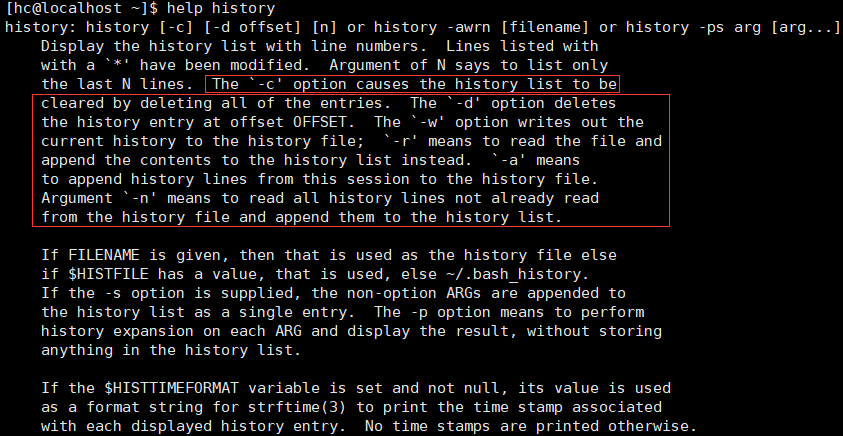 [hc@localhost ~]$ help history
history: history [-c] [-d offset] [n] or history -awrn [filename] or history -ps arg [arg...]
Display the history list with line numbers.  Lines listed with
with a `*' have been modified.  Argument of N says to list only
the last N lines.  The `-c' option causes the history list to be
cleared by deleting all of the entries.  The `-d' option deletes
the history entry at offset OFFSET.  The `-w' option writes out the
current history to the history file;  `-r' means to read the file and
append the contents to the history list instead.  `-a' means
to append history lines from this session to the history file.
Argument `-n' means to read all history lines not already read
from the history file and append them to the history list.
If FILENAME is given, then that is used as the history file else
if $HISTFILE has a value, that is used, else ~/.bash_history.
If the -s option is supplied, the non-option ARGs are appended to
the history list as a single entry.  The -p option means to perform
history expansion on each ARG and display the result, without storing
anything in the history list.
If the $HISTTIMEFORMAT variable is set and not null, its value is used
as a format string for strftime(3) to print the time stamp associated
with each displayed history entry.  No time stamps are printed otherwise.